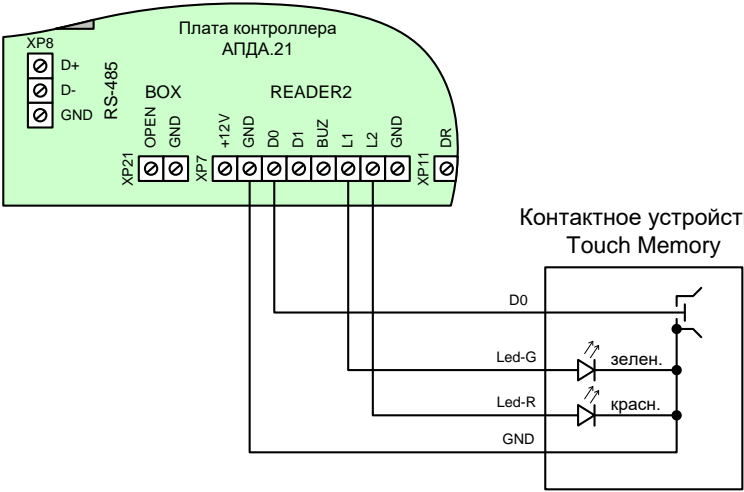 Плата контроллера
АПДА.21
XP8
D+
D-
GND
RS-485
BOX
READER2
XP21
OPEN
GND
XP7
+12V
GND
D0
D1
BUZ
L1
L2
GND
XP11
DR
Контактное устройст
Touch Memory
D0
Led-G
зелен.
Led-R
красн.
GND